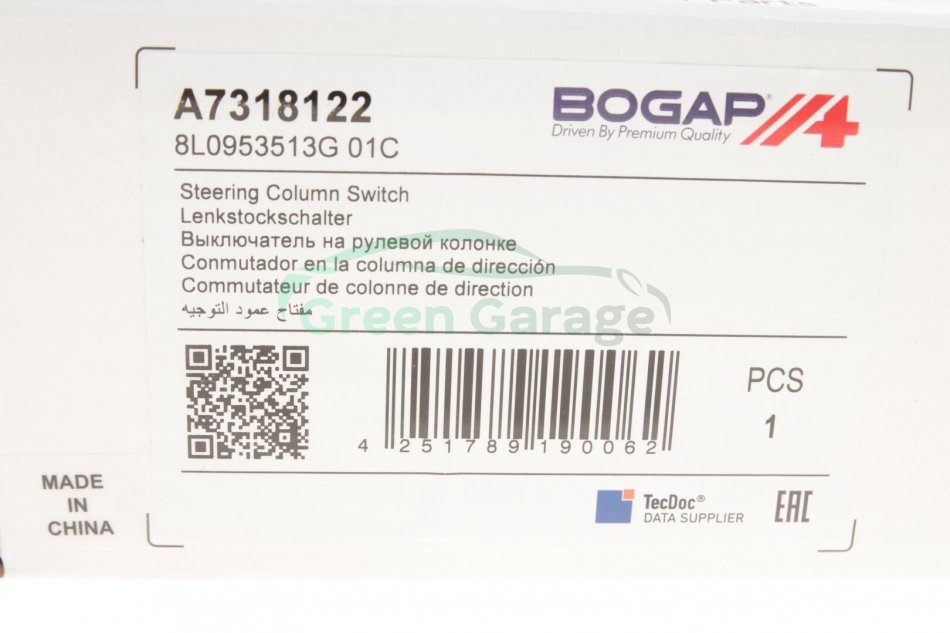 A7318122
8L0953513G 01C
BOGAP®
Driven By Premium Quality
Steering Column Switch
Lenkstockschalter
Выключатель на рулевой колонке
Conmutador en la columna de dirección
Commutateur de colonne de direction
مفتاح عمود التوجيه
Green Garage
4 251789 190062
PCS
1
MADE
IN
CHINA
TecDoc®
DATA SUPPLIER
EAC